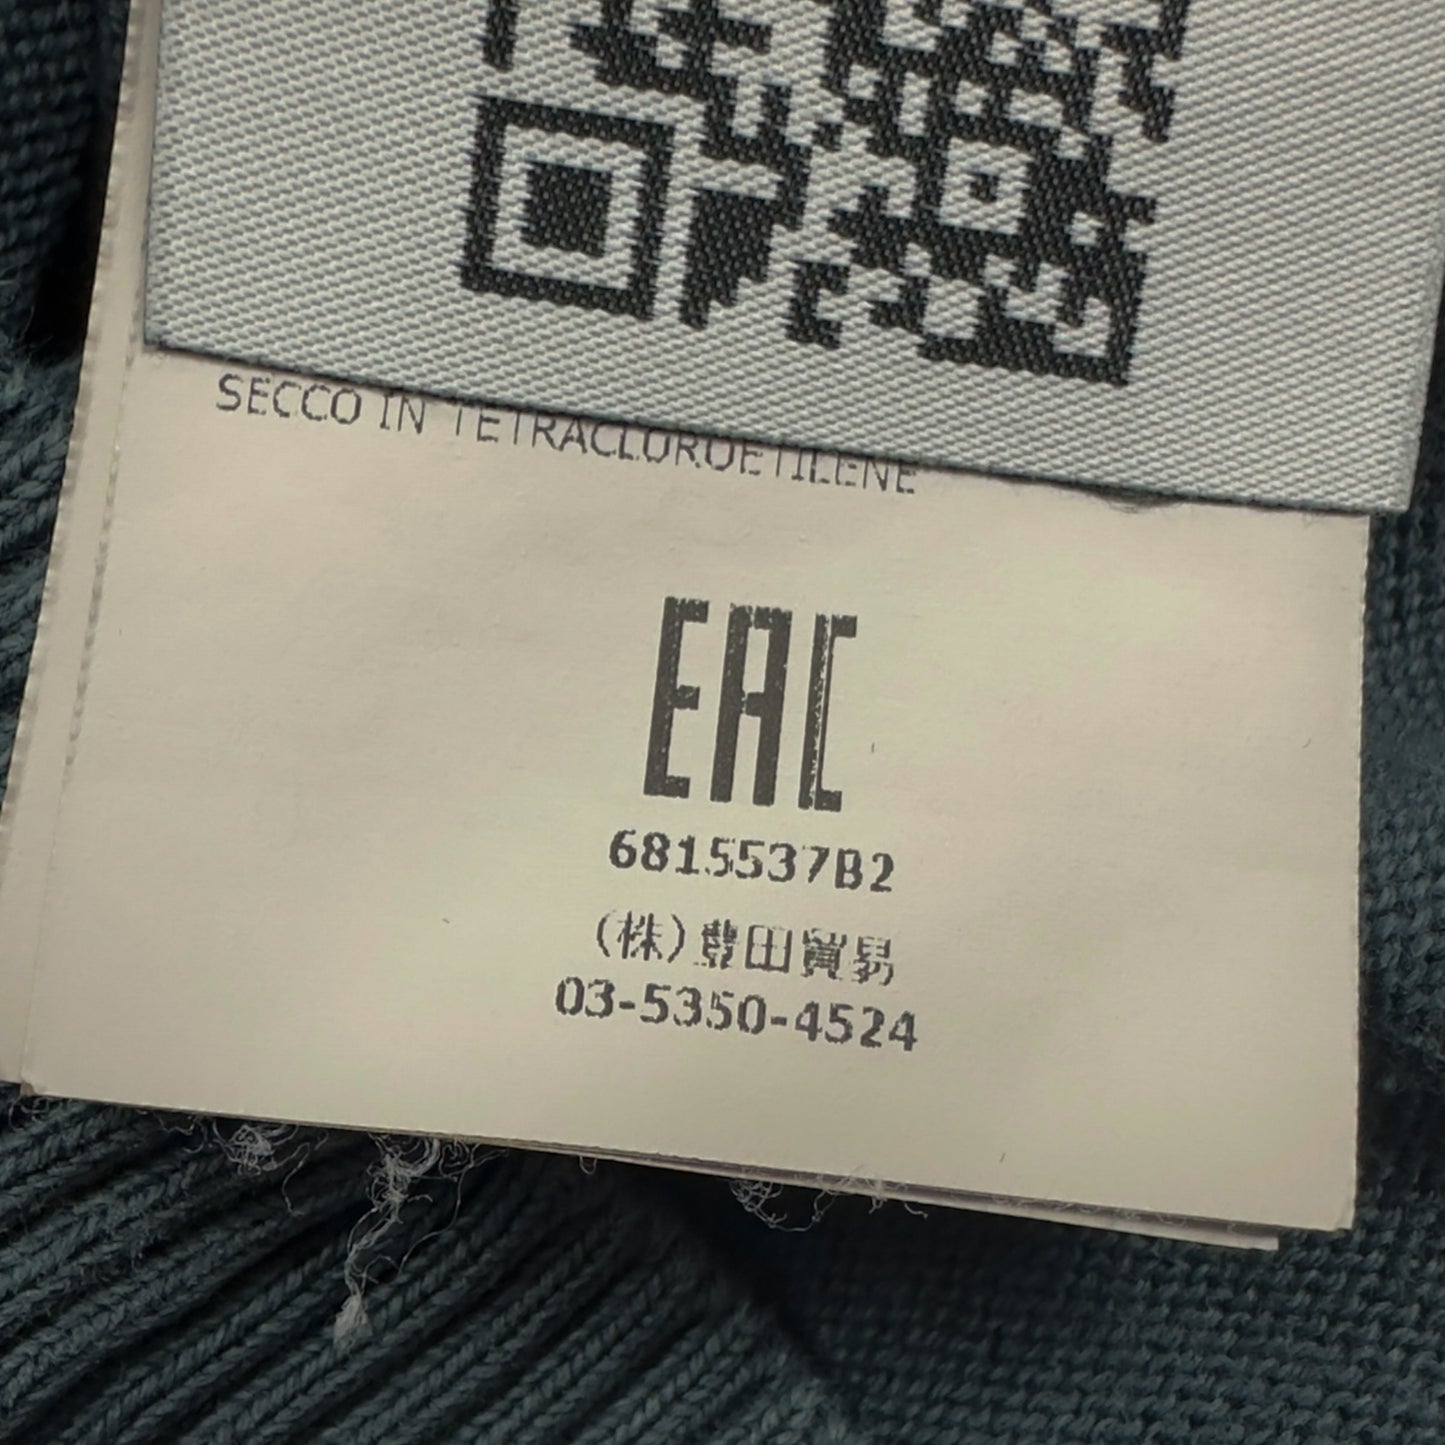 SECCO IN TETRACLOROETILENE
EAC
6815537B2
(株)豊田貿易
03-5350-4524